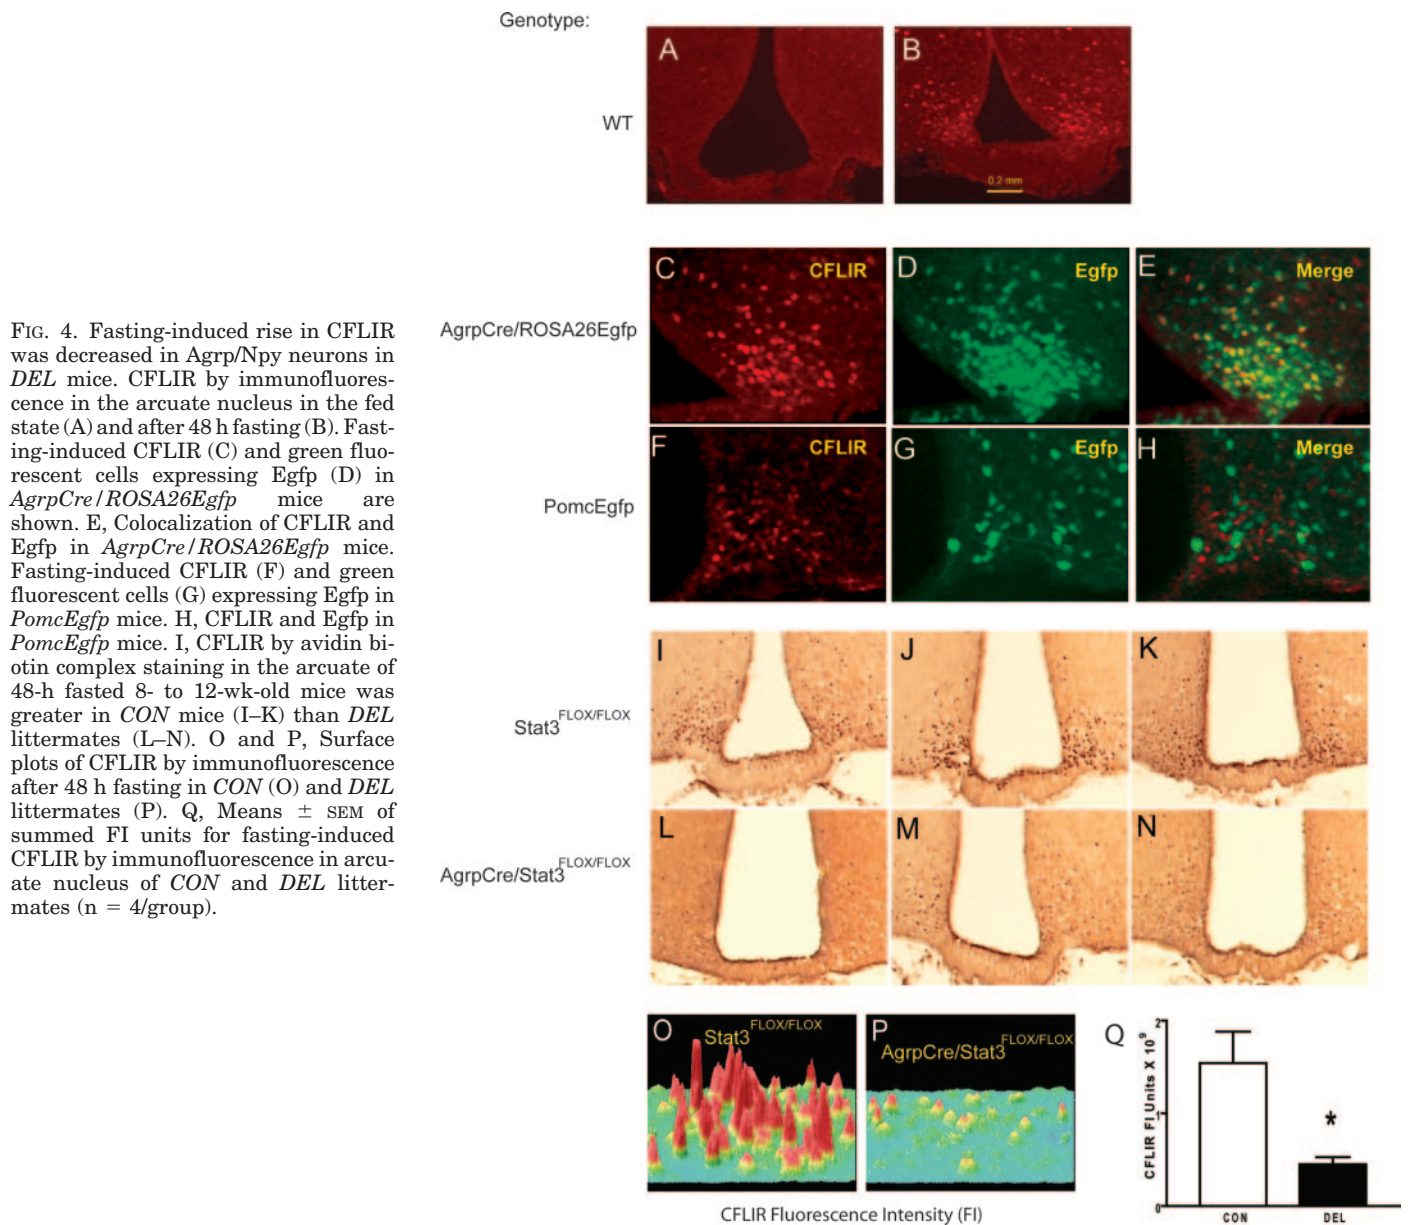 Genotype:
A
B
WT
0.2 mm
C
CFLIR
D
Egfp
E
Merge
AgrpCre/ROSA26Egfp
F
CFLIR
G
Egfp
H
Merge
PomcEgfp
FIG. 4. Fasting-induced rise in CFLIR
was decreased in Agrp/Npy neurons in
DEL mice. CFLIR by immunofluores-
cence in the arcuate nucleus in the fed
state (A) and after 48 h fasting (B). Fast-
ing-induced CFLIR (C) and green fluo-
rescent cells expressing Egfp (D) in
AgrpCre/ROSA26Egfp mice are
shown. E, Colocalization of CFLIR and
Egfp in AgrpCre/ROSA26Egfp mice.
Fasting-induced CFLIR (F) and green
fluorescent cells (G) expressing Egfp in
PomcEgfp mice. H, CFLIR and Egfp in
PomcEgfp mice. I, CFLIR by avidin bi-
otin complex staining in the arcuate of
48-h fasted 8- to 12-wk-old mice was
greater in CON mice (I–K) than DEL
littermates (L–N). O and P, Surface
plots of CFLIR by immunofluorescence
after 48 h fasting in CON (O) and DEL
littermates (P). Q, Means ± SEM of
summed FI units for fasting-induced
CFLIR by immunofluorescence in arcu-
ate nucleus of CON and DEL litter-
mates (n = 4/group).
I
J
K
Stat3FLOX/FLOX
L
M
N
AgrpCre/Stat3FLOX/FLOX
O
Stat3FLOX/FLOX
P
AgrpCre/Stat3FLOX/FLOX
CFLIR Fluorescence Intensity (FI)
Q
CFLIR FI Units X 10⁹
2
1
0
*
CON
DEL